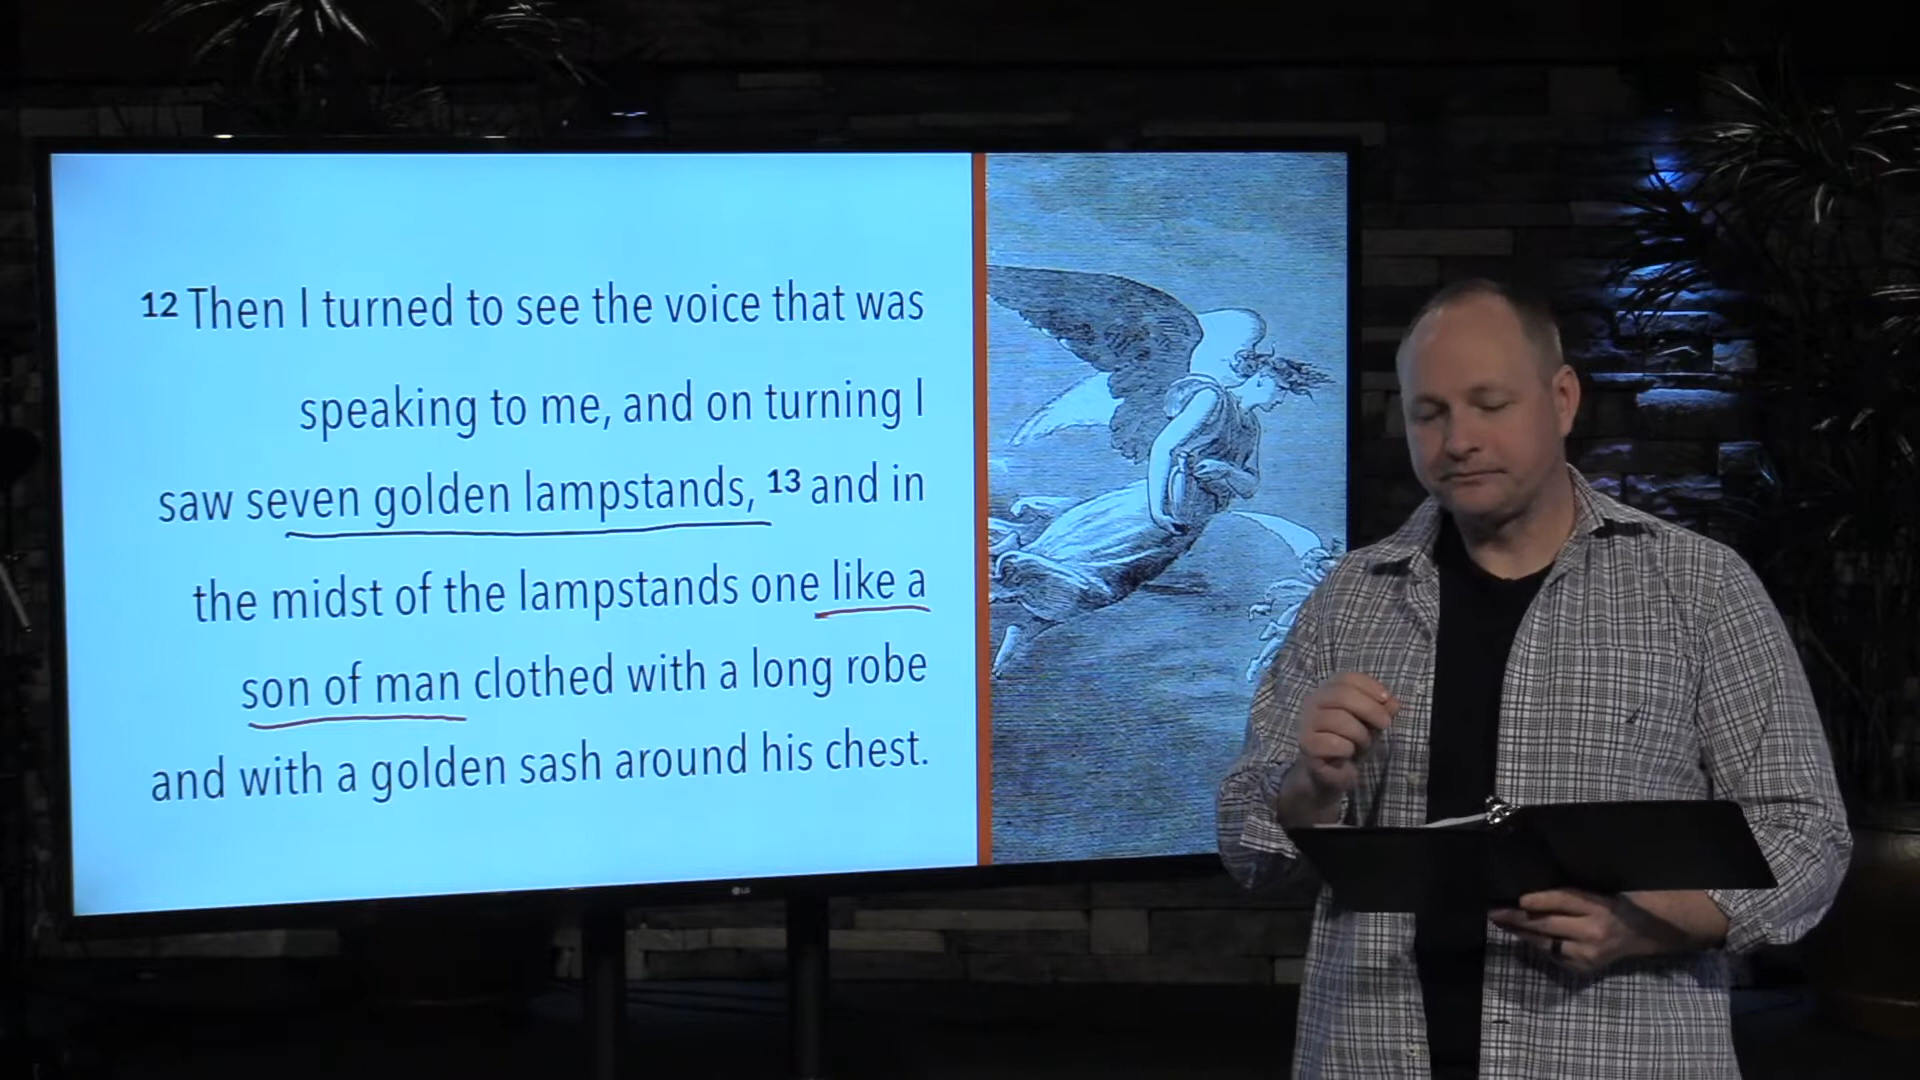 12 Then I turned to see the voice that was
speaking to me, and on turning I
saw seven golden lampstands, 13 and in
the midst of the lampstands one like a
son of man clothed with a long robe
and with a golden sash around his chest.
LG